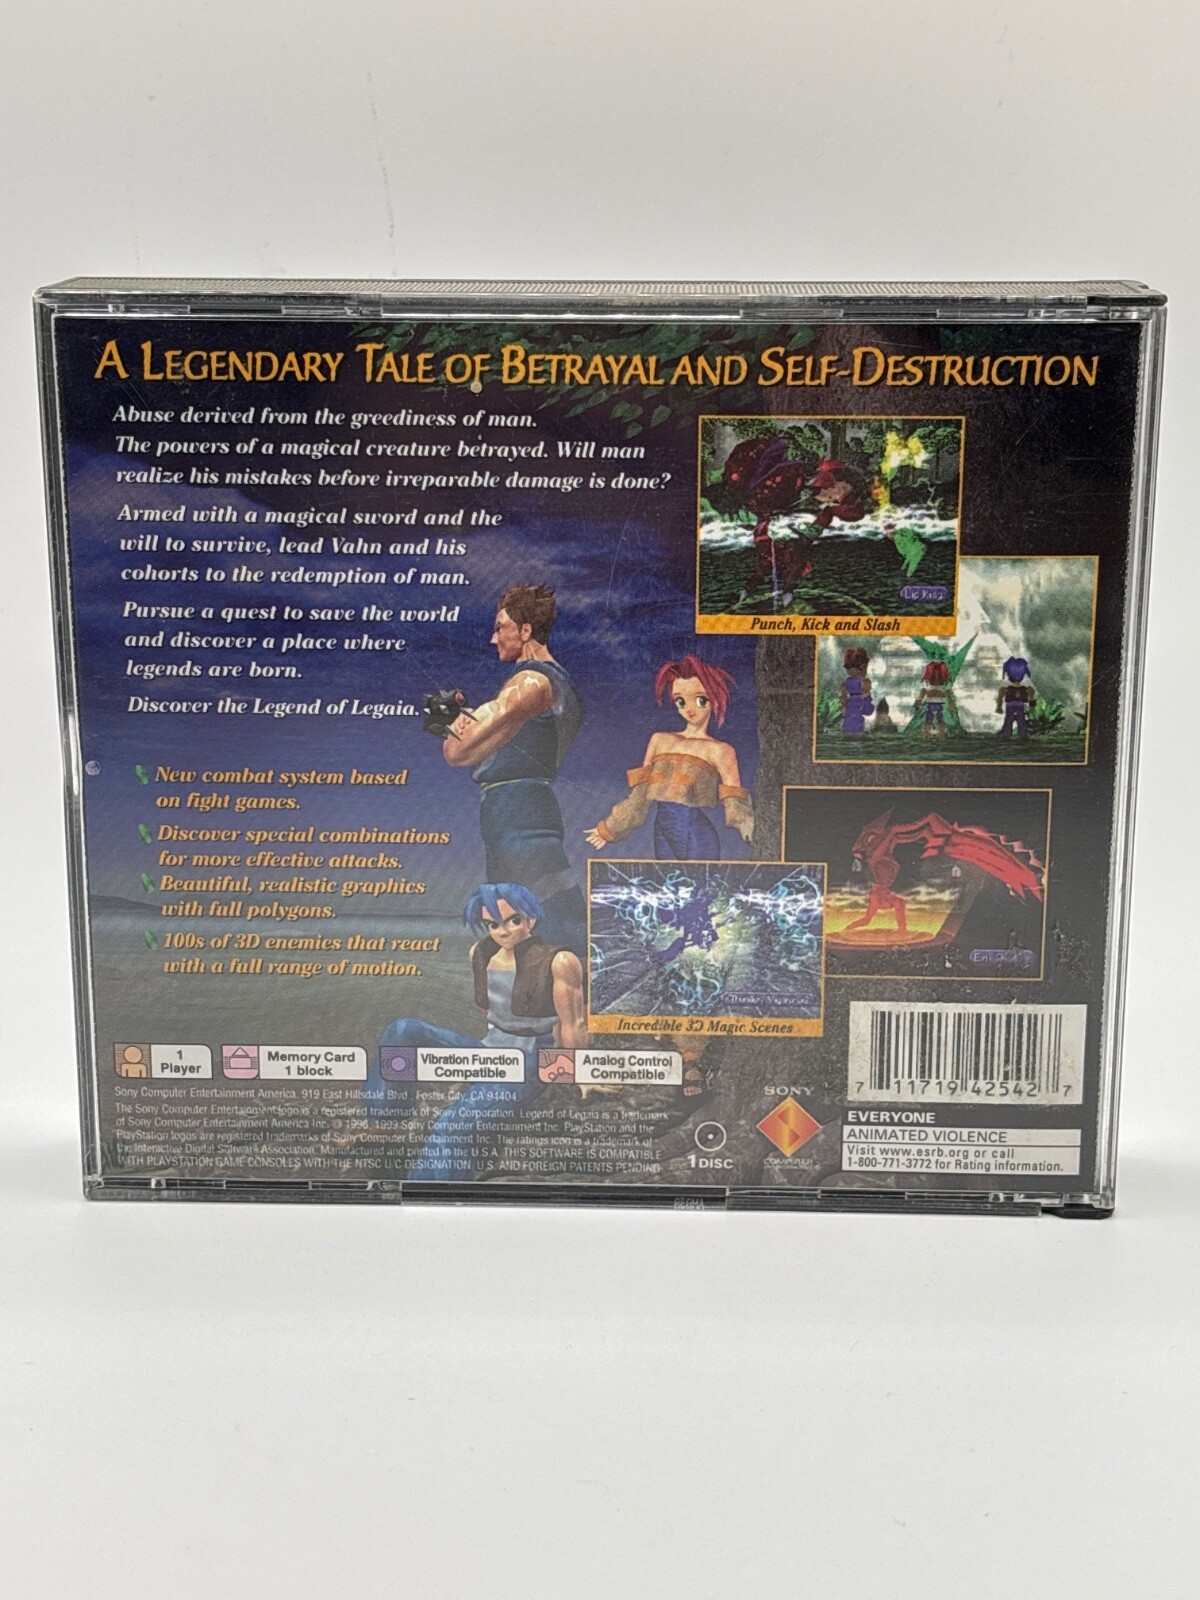 A LEGENDARY TALE OF BETRAYAL AND SELF-DESTRUCTION
Abuse derived from the greediness of man.
The powers of a magical creature betrayed. Will man
realize his mistakes before irreparable damage is done?
Armed with a magical sword and the
will to survive, lead Vahn and his
cohorts to the redemption of man.
Pursue a quest to save the world
and discover a place where
legends are born.
Discover the Legend of Legaia.
New combat system based
on fight games.
Discover special combinations
for more effective attacks.
Beautiful, realistic graphics
with full polygons.
100s of 3D enemies that react
with a full range of motion.
Punch, Kick and Slash
Incredible 3D Magic Scenes
1
Player
Memory Card
1 block
Vibration Function
Compatible
Analog Control
Compatible
Sony Computer Entertainment America. 919 East Hillsdale Blvd., Foster City, CA 94404
The Sony Computer Entertainment logo is a registered trademark of Sony Corporation. Legend of Legaia is a trademark
of Sony Computer Entertainment America Inc. © 1998, 1999 Sony Computer Entertainment Inc. PlayStation and the
PlayStation logos are registered trademarks of Sony Computer Entertainment Inc. The ratings icon is a trademark of
the Interactive Digital Software Association. Manufactured and printed in the U.S.A. THIS SOFTWARE IS COMPATIBLE
WITH PLAYSTATION GAME CONSOLES WITH THE NTSC U/C DESIGNATION. U.S. AND FOREIGN PATENTS PENDING.
1 DISC
SONY
COMPUTER
7 11719 42542 7
EVERYONE
ANIMATED VIOLENCE
Visit www.esrb.org or call
1-800-771-3772 for Rating information.